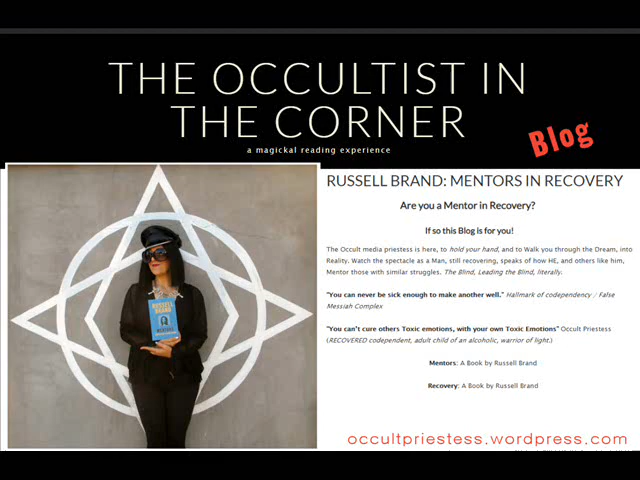 THE OCCULTIST IN
THE CORNER
a magickal reading experience
Blog
RUSSELL BRAND: MENTORS IN RECOVERY
Are you a Mentor in Recovery?
If so this Blog is for you!
The Occult media priestess is here, to hold your hand, and to Walk you through the Dream, into
Reality. Watch the spectacle as a Man, still recovering, speaks of how HE, and others like him,
Mentor those with similar struggles. The Blind, Leading the Blind, literally.
"You can never be sick enough to make another well." Hallmark of codependency / False
Messiah Complex
"You can't cure others Toxic emotions, with your own Toxic Emotions" Occult Priestess
(RECOVERED codependent, adult child of an alcoholic, warrior of light.)
Mentors: A Book by Russell Brand
Recovery: A Book by Russell Brand
RUSSELL
BRAND
MENTORS
occultpriestess.wordpress.com